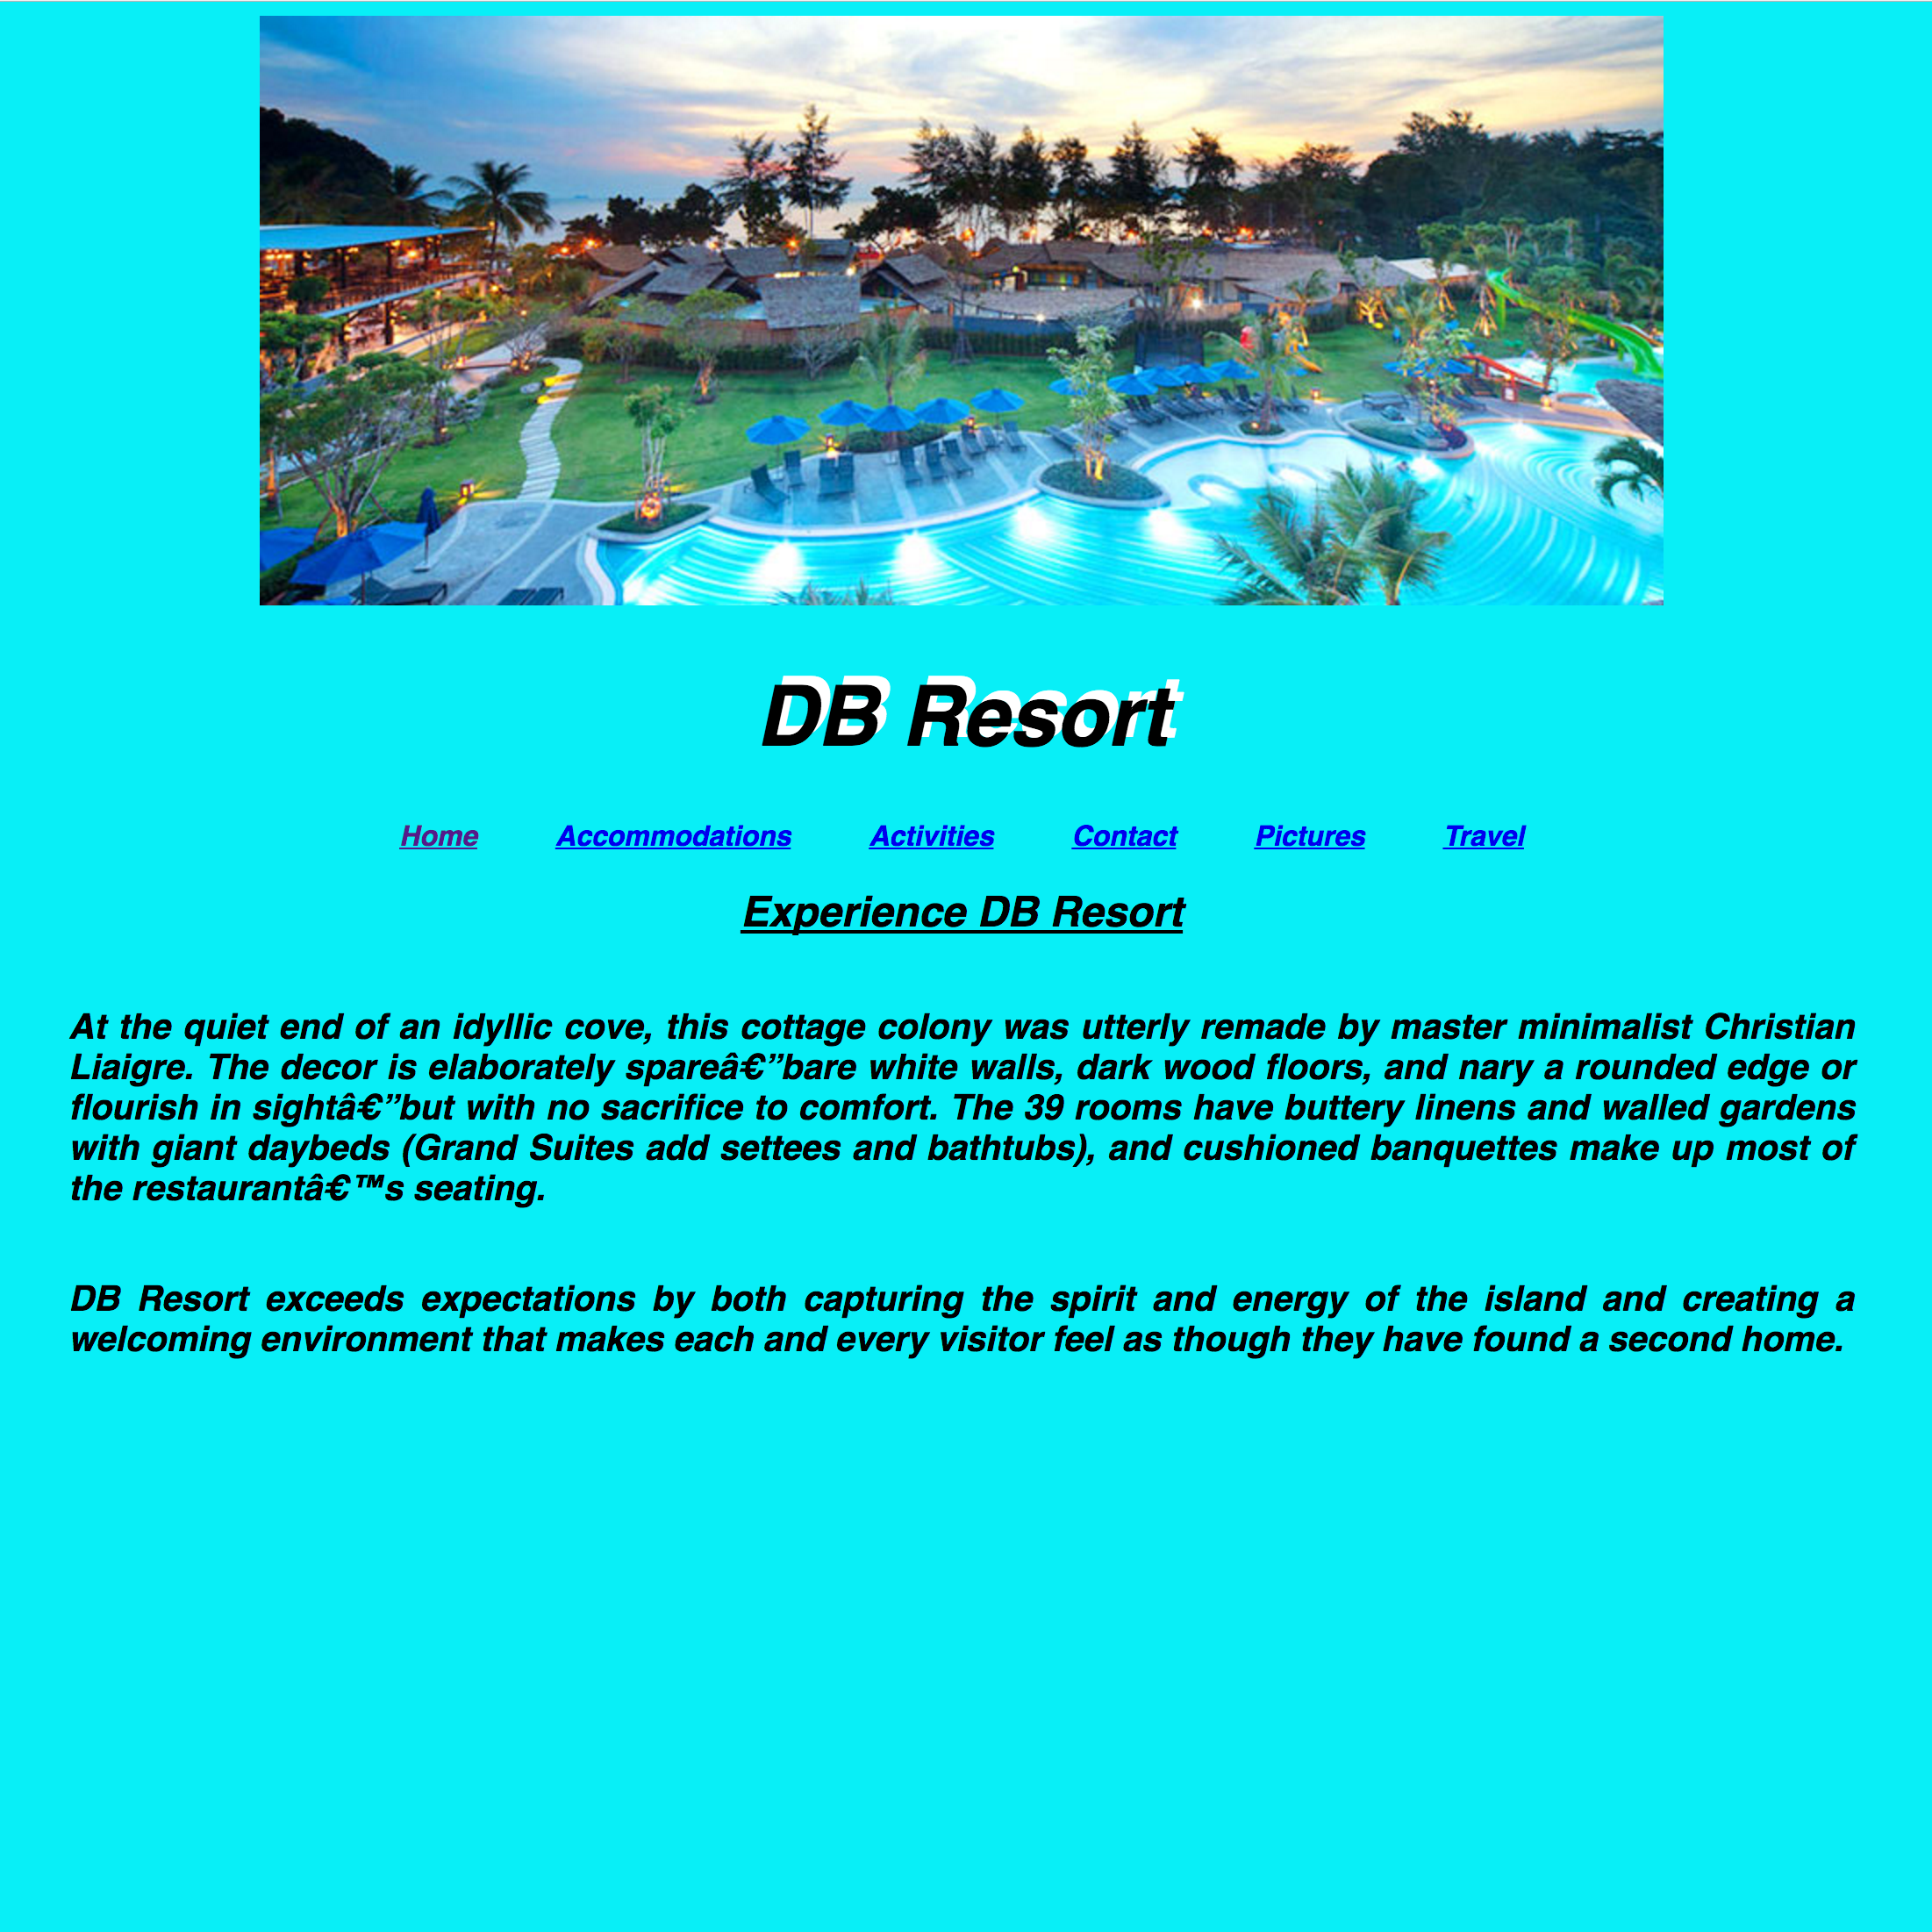 DB Resort
Home Accommodations Activities Contact Pictures Travel
Experience DB Resort
At the quiet end of an idyllic cove, this cottage colony was utterly remade by master minimalist Christian
Liaigre. The decor is elaborately spareâ€”bare white walls, dark wood floors, and nary a rounded edge or
flourish in sightâ€”but with no sacrifice to comfort. The 39 rooms have buttery linens and walled gardens
with giant daybeds (Grand Suites add settees and bathtubs), and cushioned banquettes make up most of
the restaurantâ€™s seating.
DB Resort exceeds expectations by both capturing the spirit and energy of the island and creating a
welcoming environment that makes each and every visitor feel as though they have found a second home.